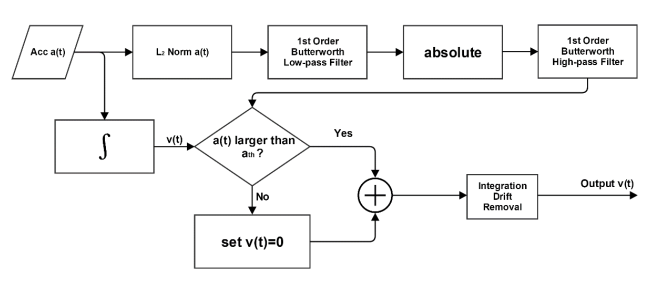 Acc a(t)
L2 Norm a(t)
1st Order
Butterworth
Low-pass Filter
absolute
1st Order
Butterworth
High-pass Filter
∫
v(t)
a(t) larger than
ath ?
Yes
No
set v(t)=0
+
Integration
Drift
Removal
Output v(t)